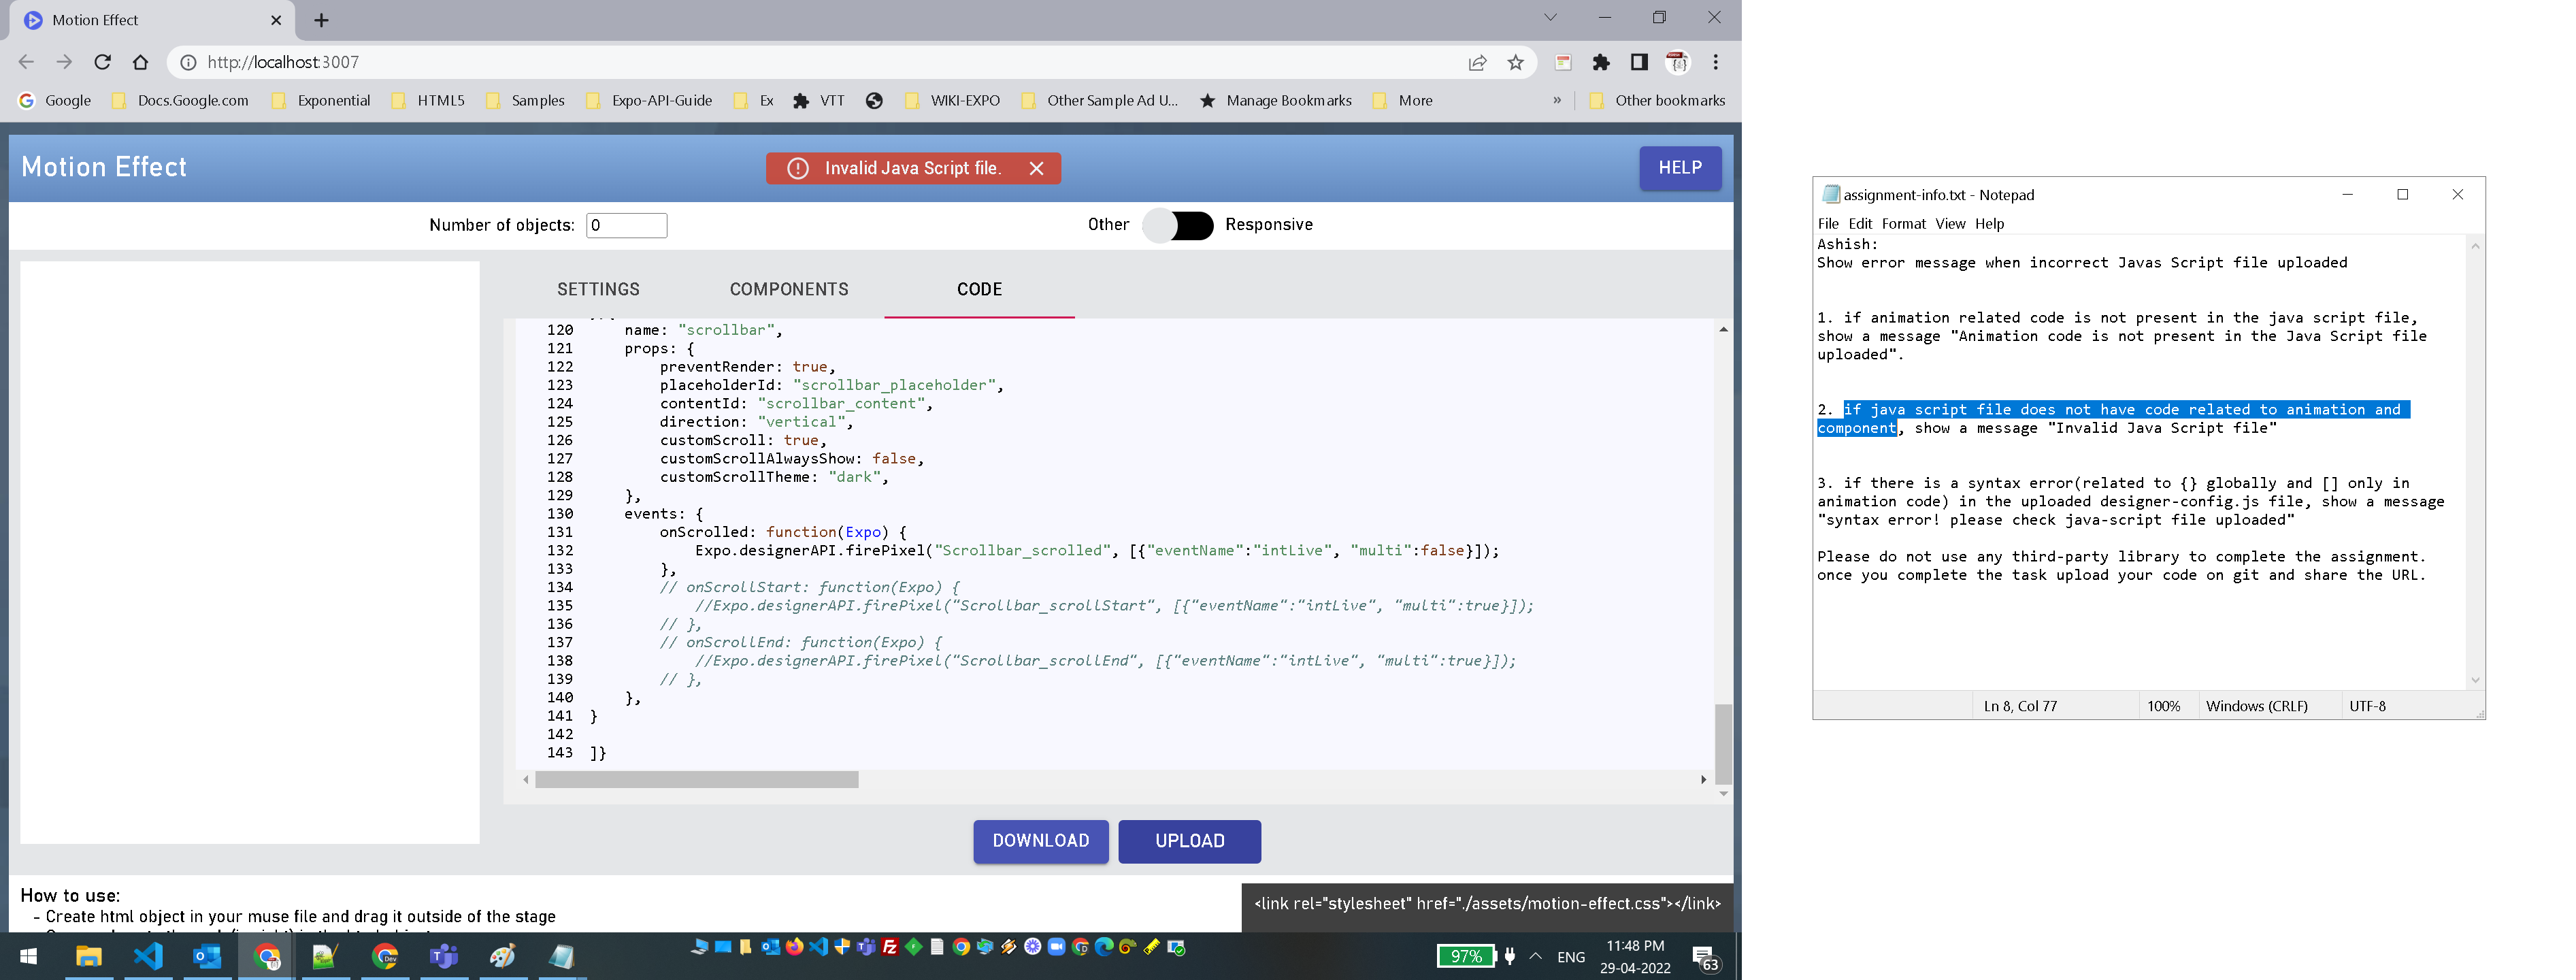 Motion Effect
http://localhost:3007
Google
Docs.Google.com
Exponential
HTML5
Samples
Expo-API-Guide
Ex
VTT
WIKI-EXPO
Other Sample Ad U...
Manage Bookmarks
More
»
Other bookmarks
Motion Effect
Invalid Java Script file.
HELP
Number of objects: 0
Other
Responsive
SETTINGS
COMPONENTS
CODE
120 name: "scrollbar",
121 props: {
122 preventRender: true,
123 placeholderId: "scrollbar_placeholder",
124 contentId: "scrollbar_content",
125 direction: "vertical",
126 customScroll: true,
127 customScrollAlwaysShow: false,
128 customScrollTheme: "dark",
129 },
130 events: {
131 onScrolled: function(Expo) {
132 Expo.designerAPI.firePixel("Scrollbar_scrolled", [{"eventName":"intLive", "multi":false}]);
133 },
134 // onScrollStart: function(Expo) {
135 //Expo.designerAPI.firePixel("Scrollbar_scrollStart", [{"eventName":"intLive", "multi":true}]);
136 // },
137 // onScrollEnd: function(Expo) {
138 //Expo.designerAPI.firePixel("Scrollbar_scrollEnd", [{"eventName":"intLive", "multi":true}]);
139 // },
140 },
141 }
142
143 ]}
DOWNLOAD
UPLOAD
How to use:
- Create html object in your muse file and drag it outside of the stage
<link rel="stylesheet" href="./assets/motion-effect.css"></link>
97%
ENG
11:48 PM
29-04-2022
63
assignment-info.txt - Notepad
File Edit Format View Help
Ashish:
Show error message when incorrect Javas Script file uploaded
1. if animation related code is not present in the java script file,
show a message "Animation code is not present in the Java Script file
uploaded".
2. if java script file does not have code related to animation and
component, show a message "Invalid Java Script file"
3. if there is a syntax error(related to {} globally and [] only in
animation code) in the uploaded designer-config.js file, show a message
"syntax error! please check java-script file uploaded"
Please do not use any third-party library to complete the assignment.
once you complete the task upload your code on git and share the URL.
Ln 8, Col 77
100%
Windows (CRLF)
UTF-8